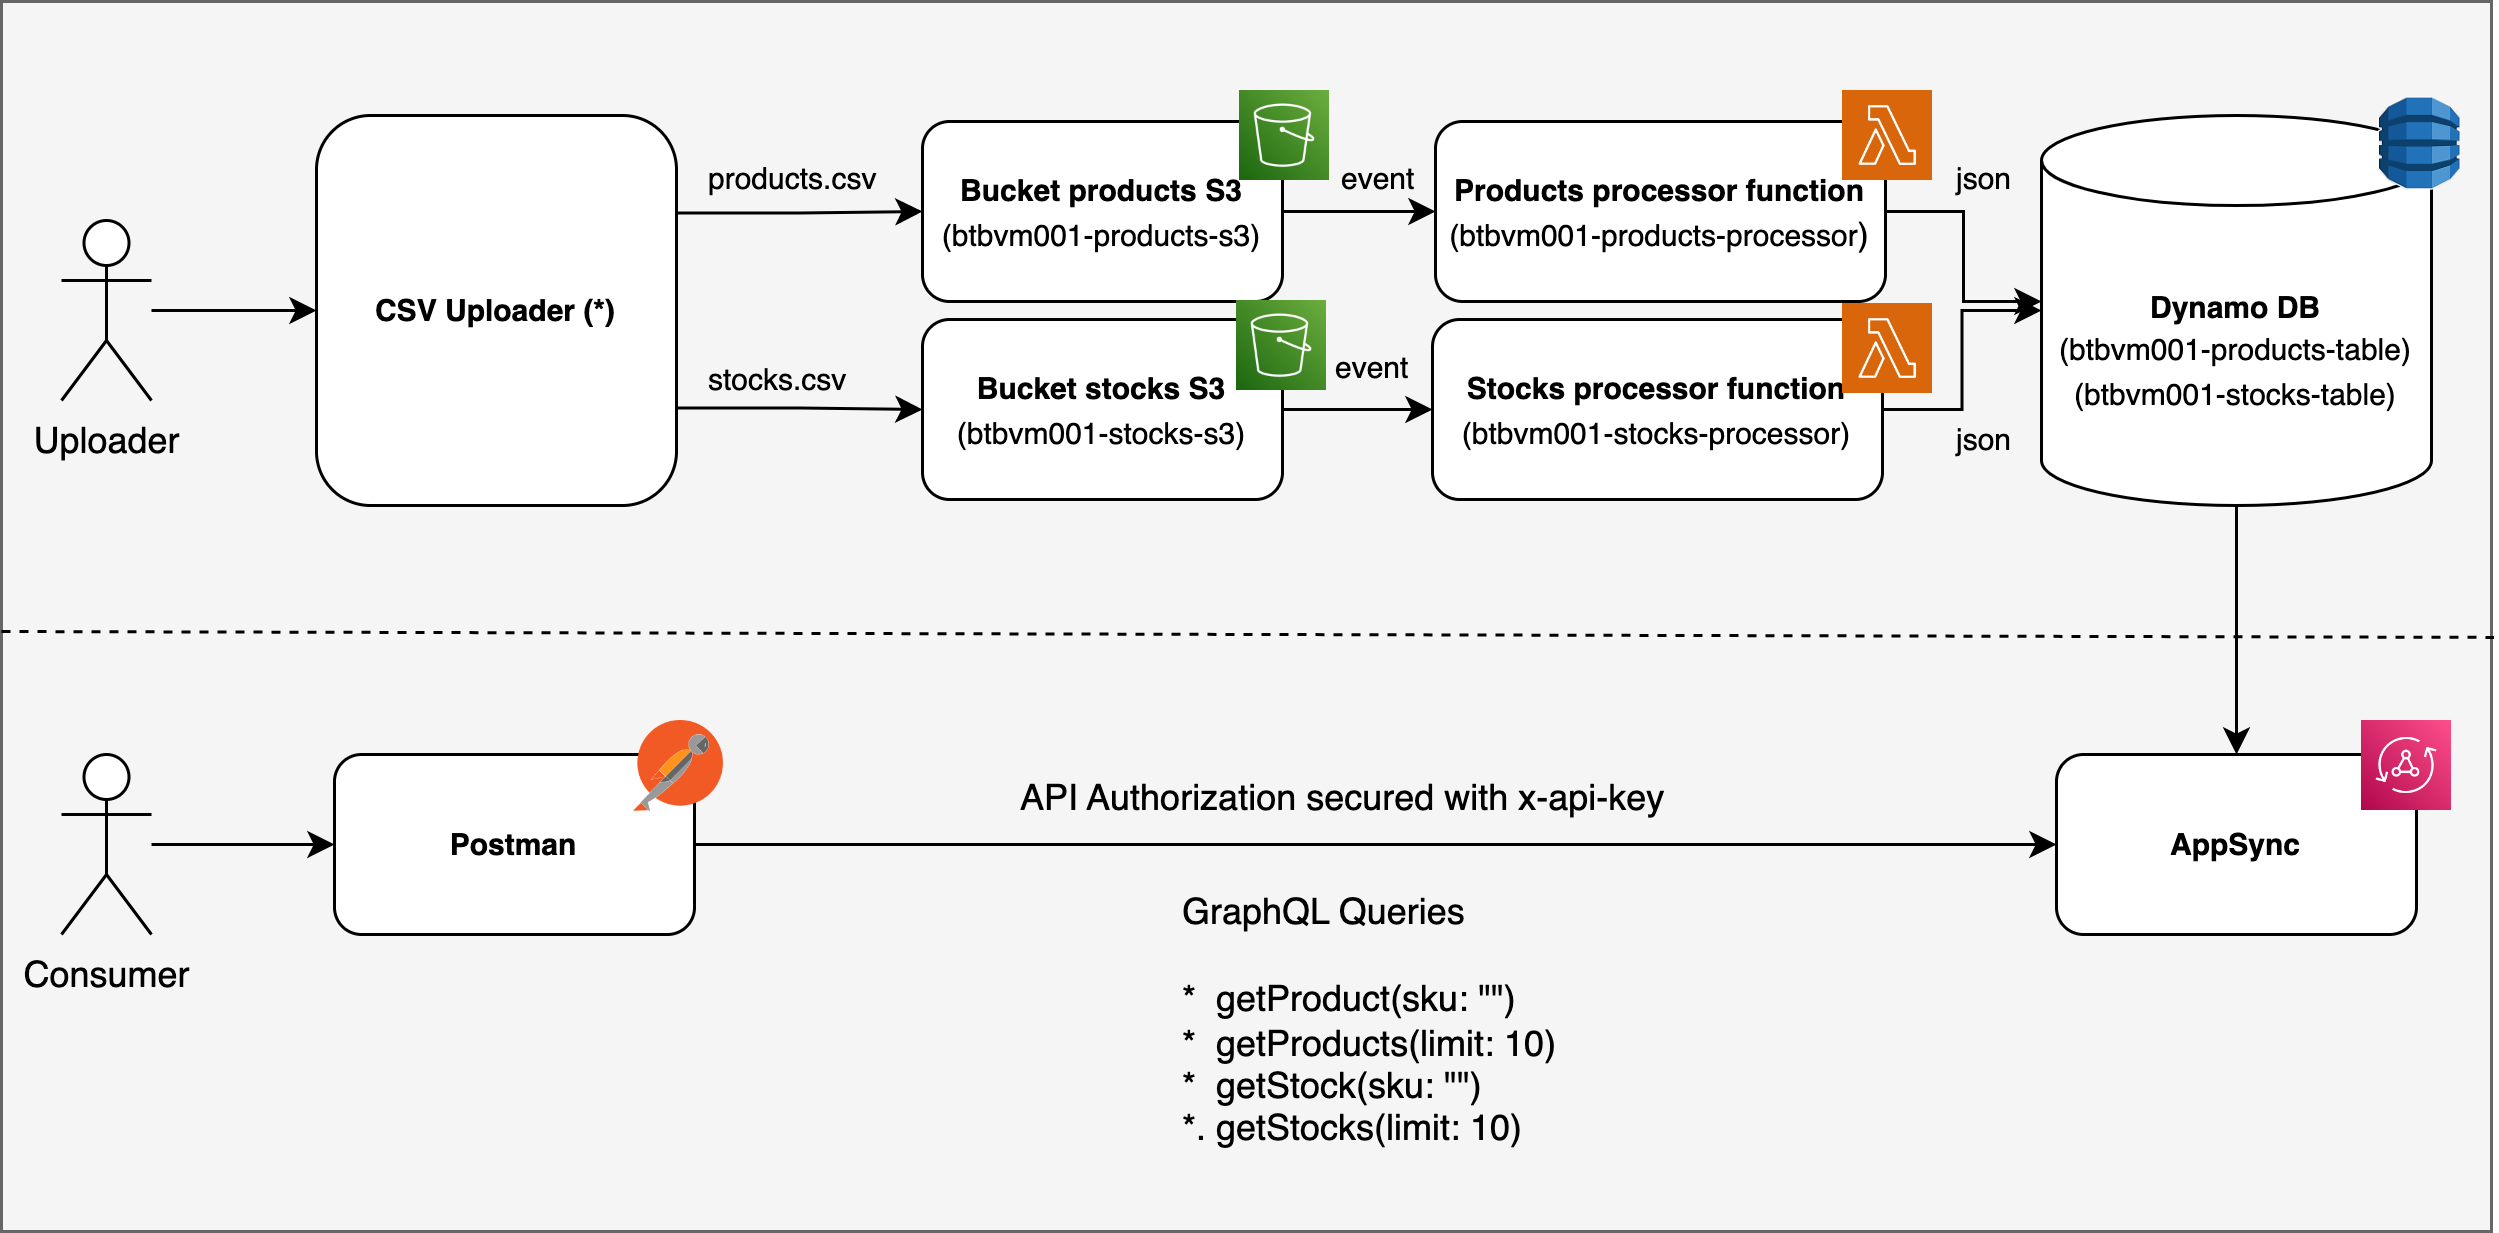 Uploader
CSV Uploader (*)
products.csv
stocks.csv
Bucket products S3
(btbvm001-products-s3)
event
Products processor function
(btbvm001-products-processor)
json
Bucket stocks S3
(btbvm001-stocks-s3)
event
Stocks processor function
(btbvm001-stocks-processor)
json
Dynamo DB
(btbvm001-products-table)
(btbvm001-stocks-table)
Consumer
Postman
API Authorization secured with x-api-key
AppSync
GraphQL Queries
* getProduct(sku: "")
* getProducts(limit: 10)
* getStock(sku: "")
*. getStocks(limit: 10)